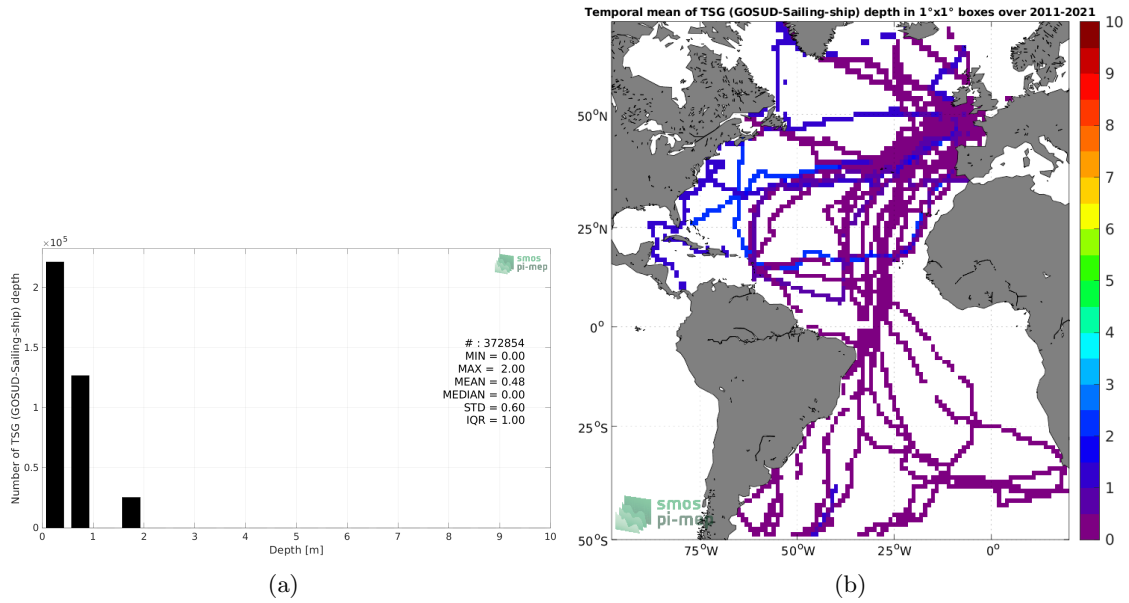 ×10⁵
2
1.5
1
0.5
0
Number of TSG (GOSUD-Sailing-ship) depth
0 1 2 3 4 5 6 7 8 9 10
Depth [m]
smos
pi-mep
# : 372854
MIN = 0.00
MAX = 2.00
MEAN = 0.48
MEDIAN = 0.00
STD = 0.60
IQR = 1.00
(a)
Temporal mean of TSG (GOSUD-Sailing-ship) depth in 1°x1° boxes over 2011-2021
50°N
25°N
0°
25°S
50°S
75°W 50°W 25°W 0°
smos
pi-mep
10
9
8
7
6
5
4
3
2
1
0
(b)